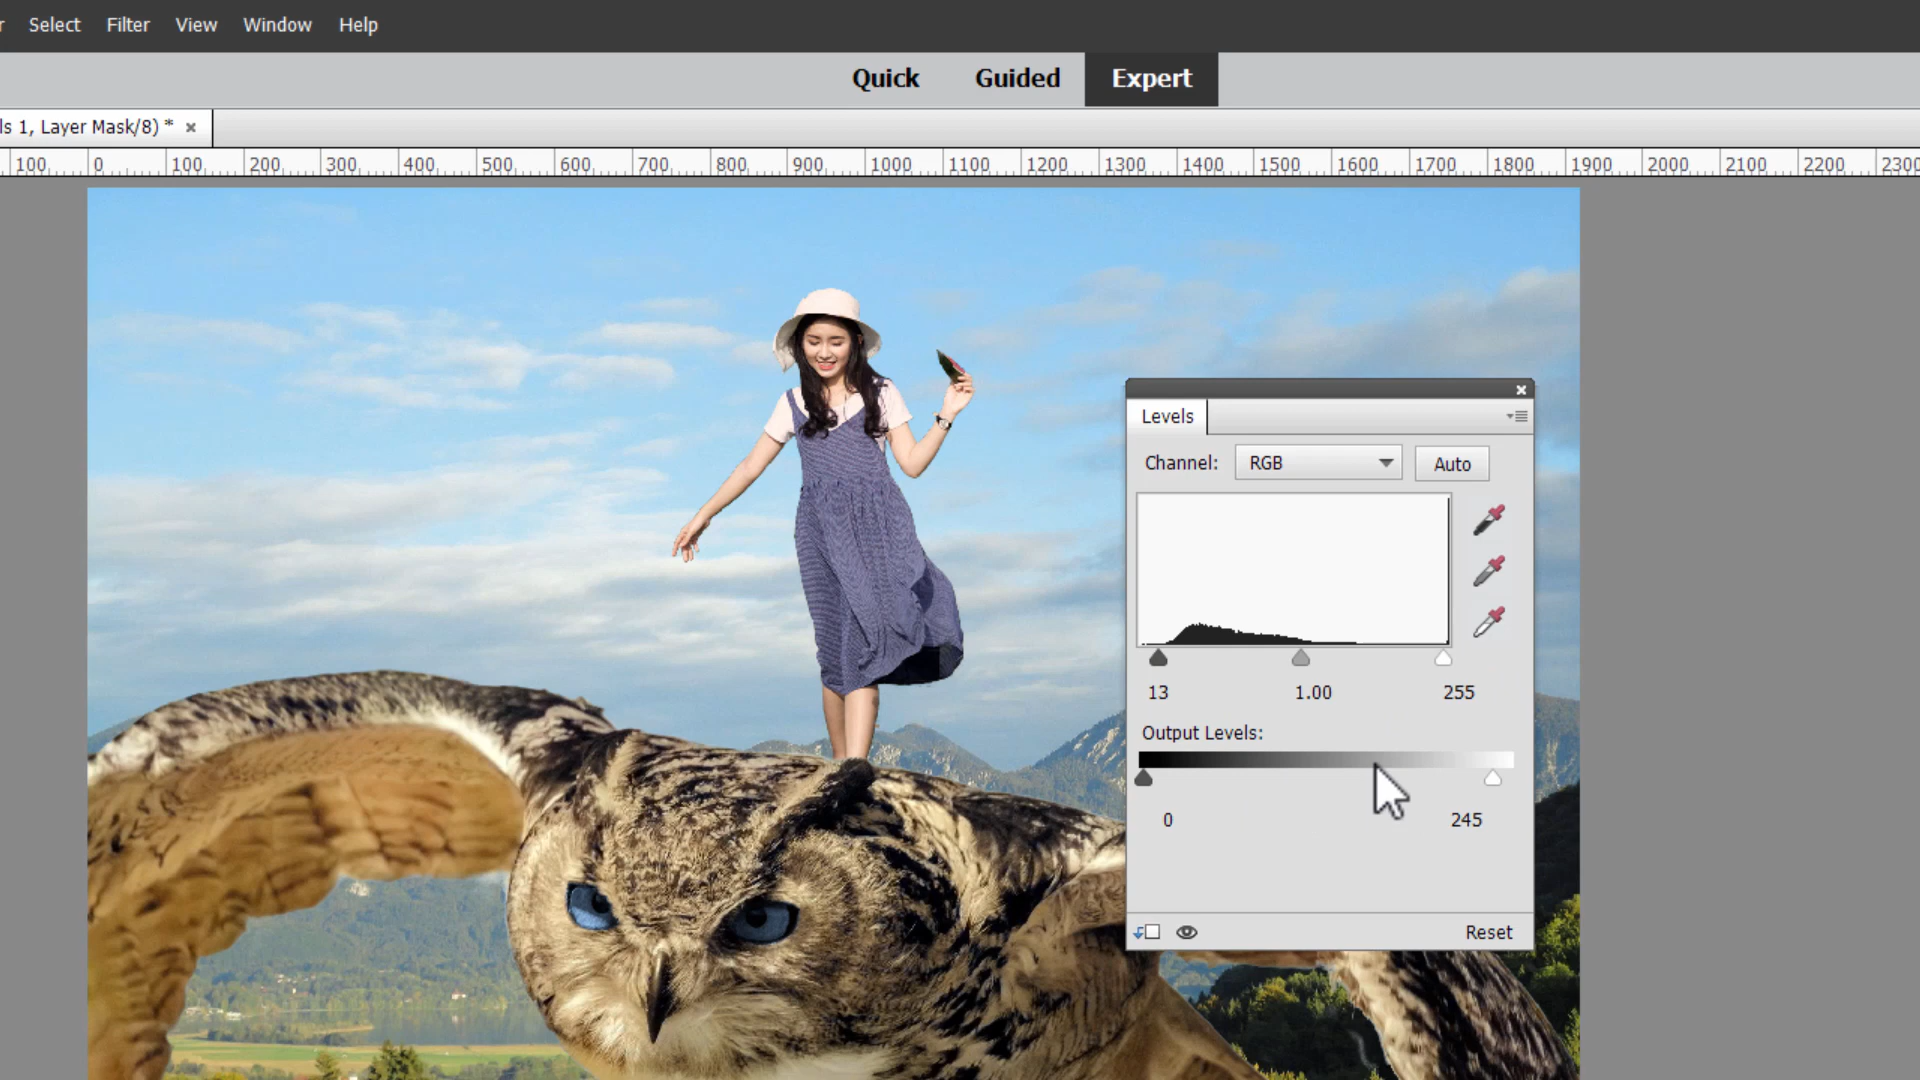 r Select Filter View Window Help
Quick Guided Expert
ls 1, Layer Mask/8) * ×
100 0 100 200 300 400 500 600 700 800 900 1000 1100 1200 1300 1400 1500 1600 1700 1800 1900 2000 2100 2200 2300
Levels
Channel: RGB Auto
13 1.00 255
Output Levels:
0 245
Reset